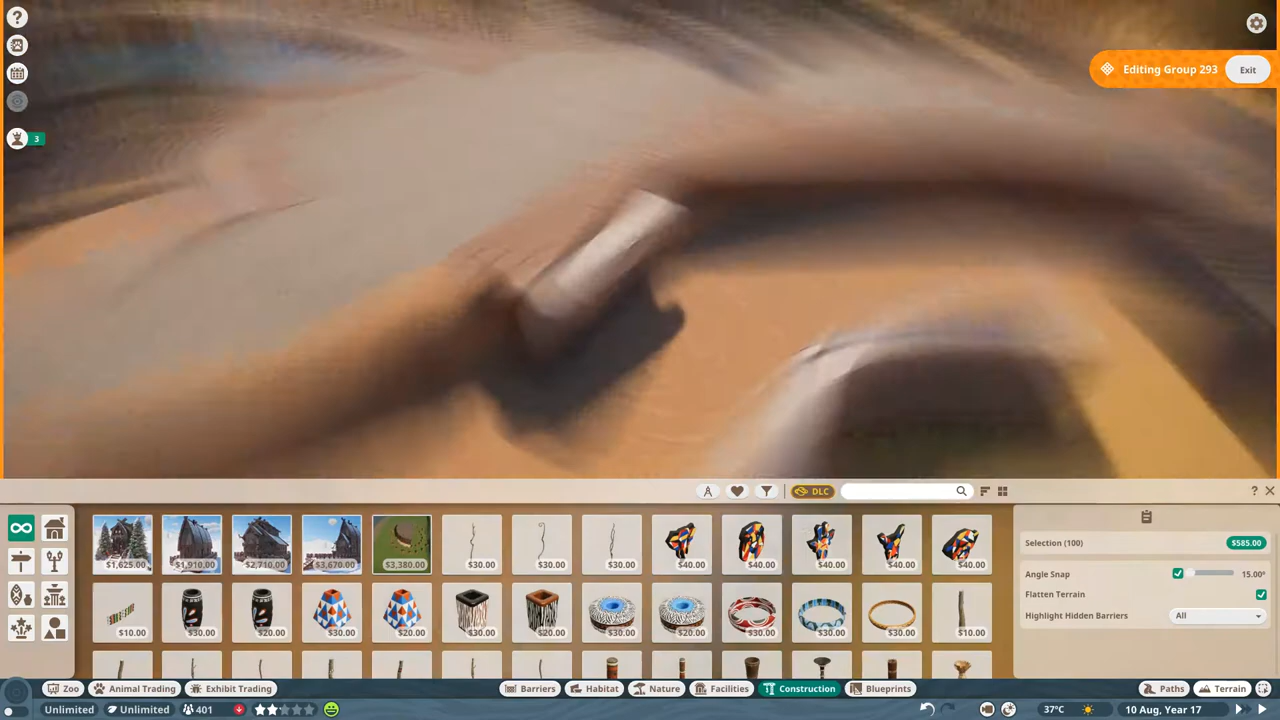 Editing Group 293
Exit
3
DLC
$1,625.00
$1,910.00
$2,710.00
$3,670.00
$3,380.00
$30.00
$30.00
$30.00
$40.00
$40.00
$40.00
$40.00
$40.00
$10.00
$30.00
$20.00
$30.00
$20.00
$30.00
$30.00
$30.00
$20.00
$30.00
$30.00
$30.00
$10.00
Selection (100)
$585.00
Angle Snap
15.00°
Flatten Terrain
Highlight Hidden Barriers
All
Zoo
Animal Trading
Exhibit Trading
Barriers
Habitat
Nature
Facilities
Construction
Blueprints
Paths
Terrain
Unlimited
Unlimited
401
37°C
10 Aug, Year 17